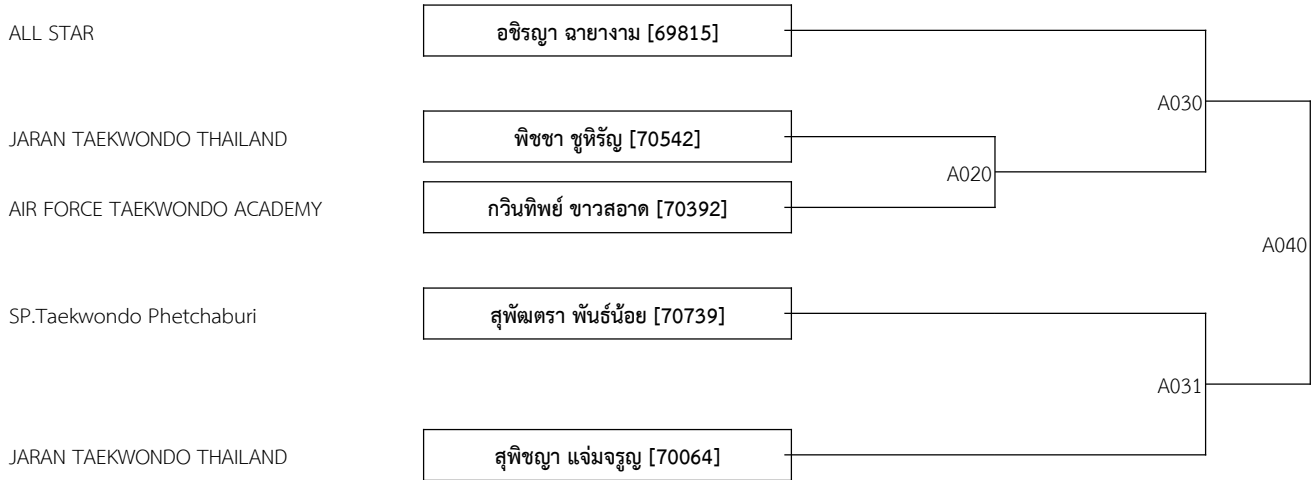 ALL STAR
อชิรญา ฉายางาม [69815]
A030
JARAN TAEKWONDO THAILAND
พิชชา ชูหิรัญ [70542]
A020
AIR FORCE TAEKWONDO ACADEMY
กวินทิพย์ ขาวสอาด [70392]
A040
SP.Taekwondo Phetchaburi
สุพัฒตรา พันธ์น้อย [70739]
A031
JARAN TAEKWONDO THAILAND
สุพิชญา แจ่มจรูญ [70064]